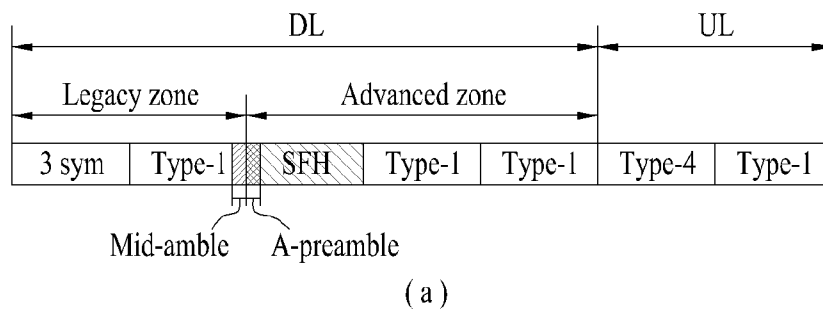 DL UL
Legacy zone Advanced zone
3 sym Type-1 SFH Type-1 Type-1 Type-4 Type-1
Mid-amble A-preamble
( a )